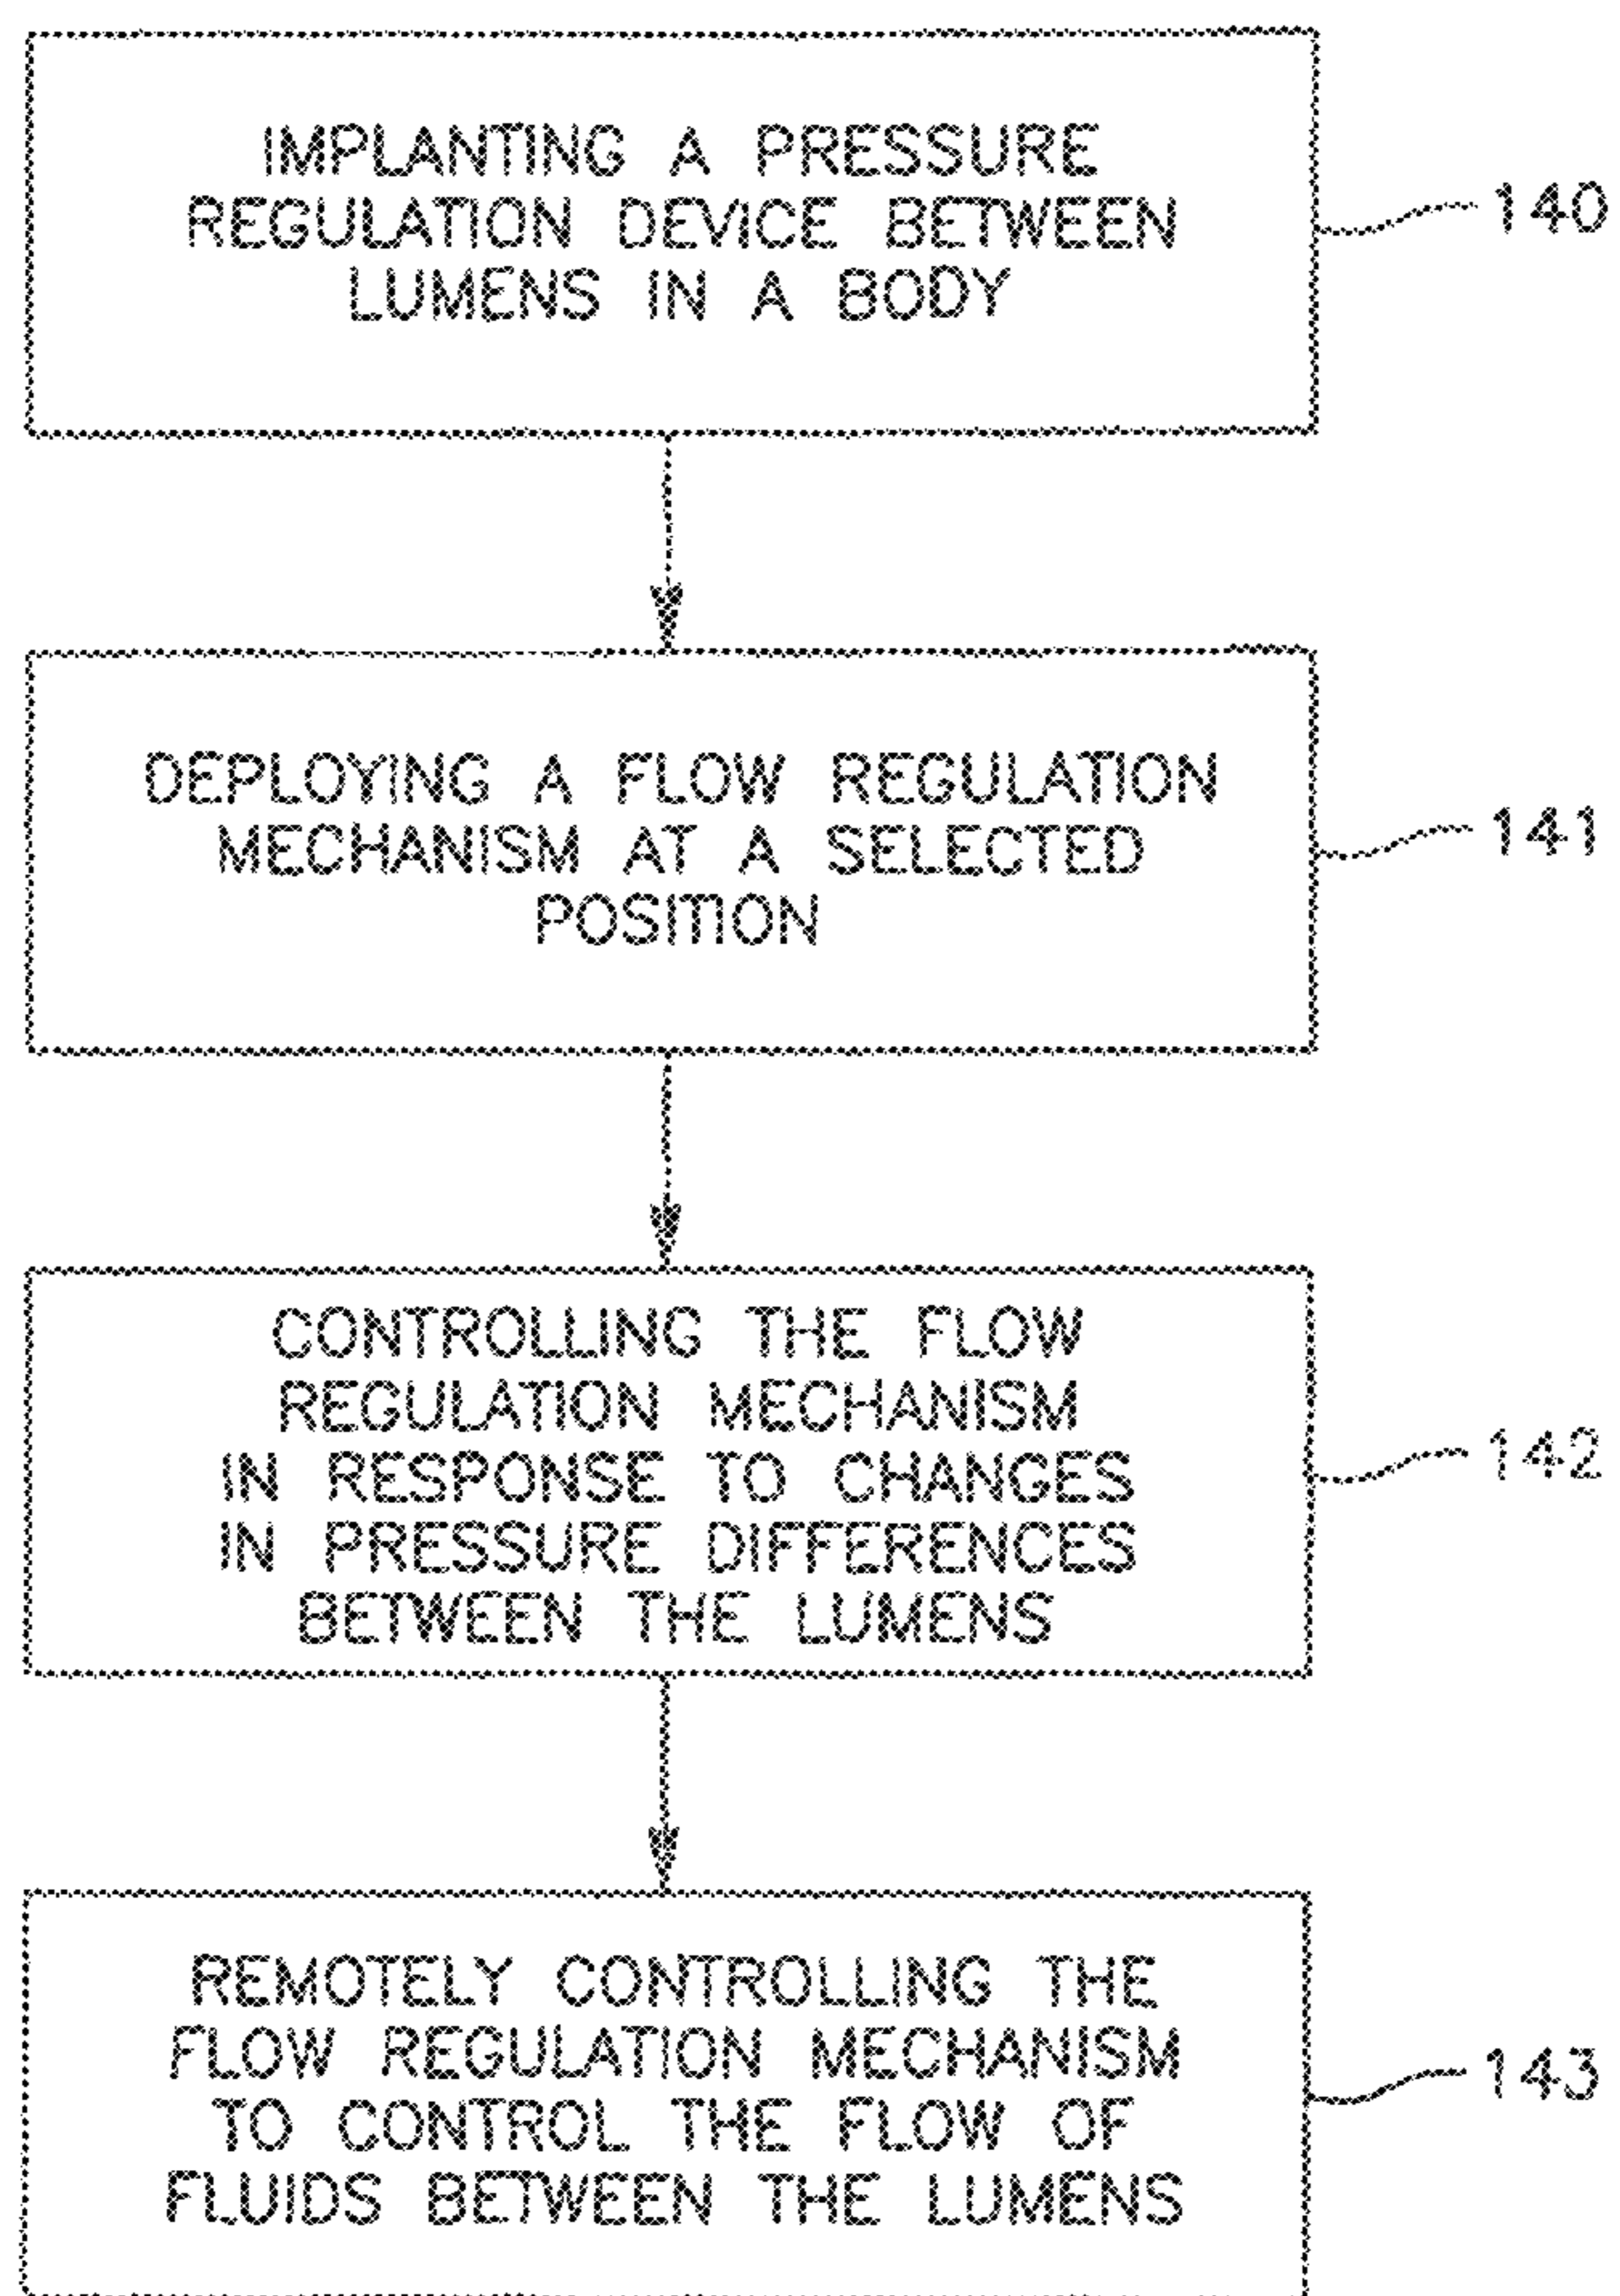 IMPLANTING A PRESSURE
REGULATION DEVICE BETWEEN
LUMENS IN A BODY
140
DEPLOYING A FLOW REGULATION
MECHANISM AT A SELECTED
POSITION
141
CONTROLLING THE FLOW
REGULATION MECHANISM
IN RESPONSE TO CHANGES
IN PRESSURE DIFFERENCES
BETWEEN THE LUMENS
142
REMOTELY CONTROLLING THE
FLOW REGULATION MECHANISM
TO CONTROL THE FLOW OF
FLUIDS BETWEEN THE LUMENS
143